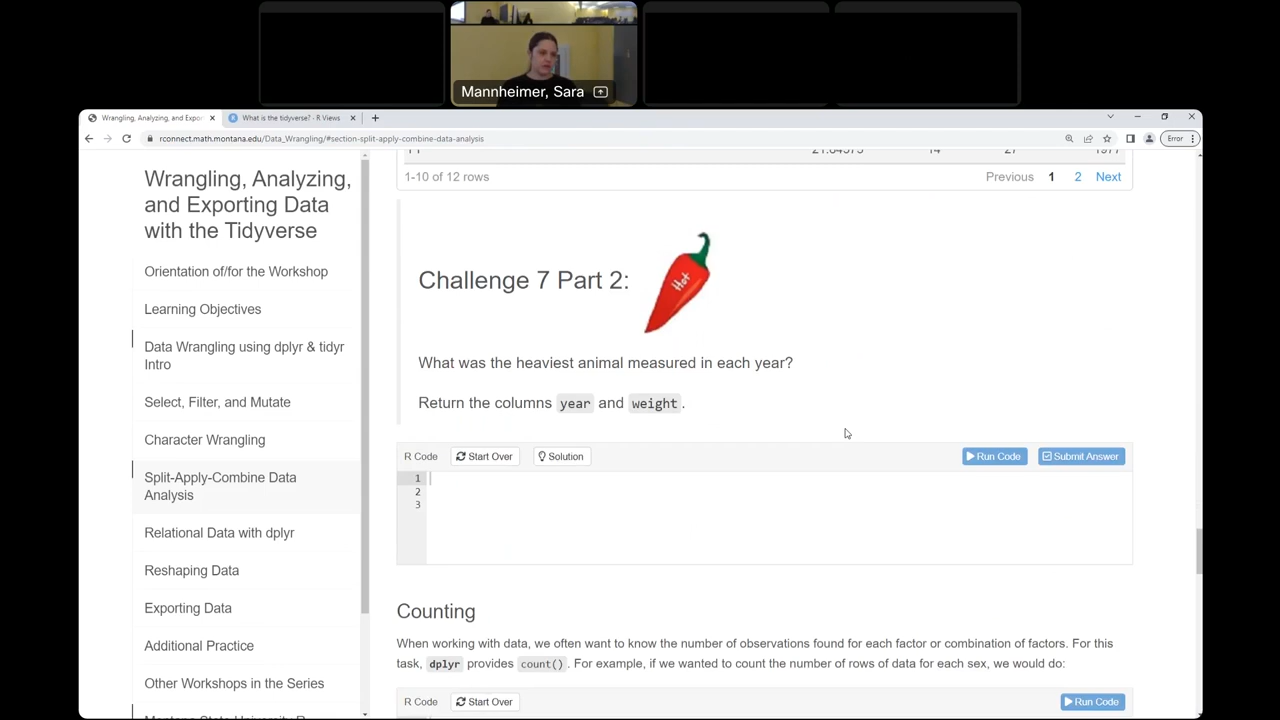 Mannheimer, Sara
Wrangling, Analyzing, and Expor
What is the tidyverse? · R Views
rconnect.math.montana.edu/Data_Wrangling/#section-split-apply-combine-data-analysis
Error
Wrangling, Analyzing,
and Exporting Data
with the Tidyverse
Orientation of/for the Workshop
Learning Objectives
Data Wrangling using dplyr & tidyr
Intro
Select, Filter, and Mutate
Character Wrangling
Split-Apply-Combine Data
Analysis
Relational Data with dplyr
Reshaping Data
Exporting Data
Additional Practice
Other Workshops in the Series
1-10 of 12 rows
Previous 1 2 Next
Challenge 7 Part 2:
Hot
What was the heaviest animal measured in each year?
Return the columns year and weight.
R Code Start Over Solution Run Code Submit Answer
1
2
3
Counting
When working with data, we often want to know the number of observations found for each factor or combination of factors. For this
task, dplyr provides count(). For example, if we wanted to count the number of rows of data for each sex, we would do:
R Code Start Over Run Code